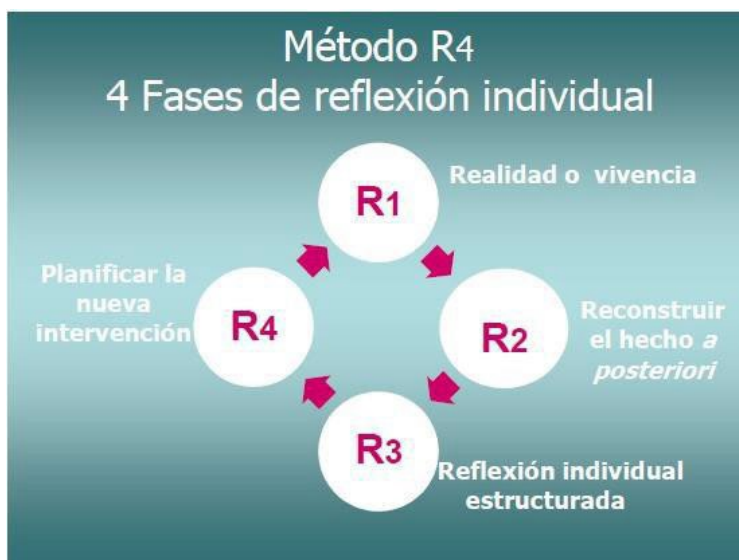 Método R4
4 Fases de reflexión individual
R1
Realidad o vivencia
R2
Reconstruir
el hecho a
posteriori
R3
Reflexión individual
estructurada
R4
Planificar la
nueva
intervención